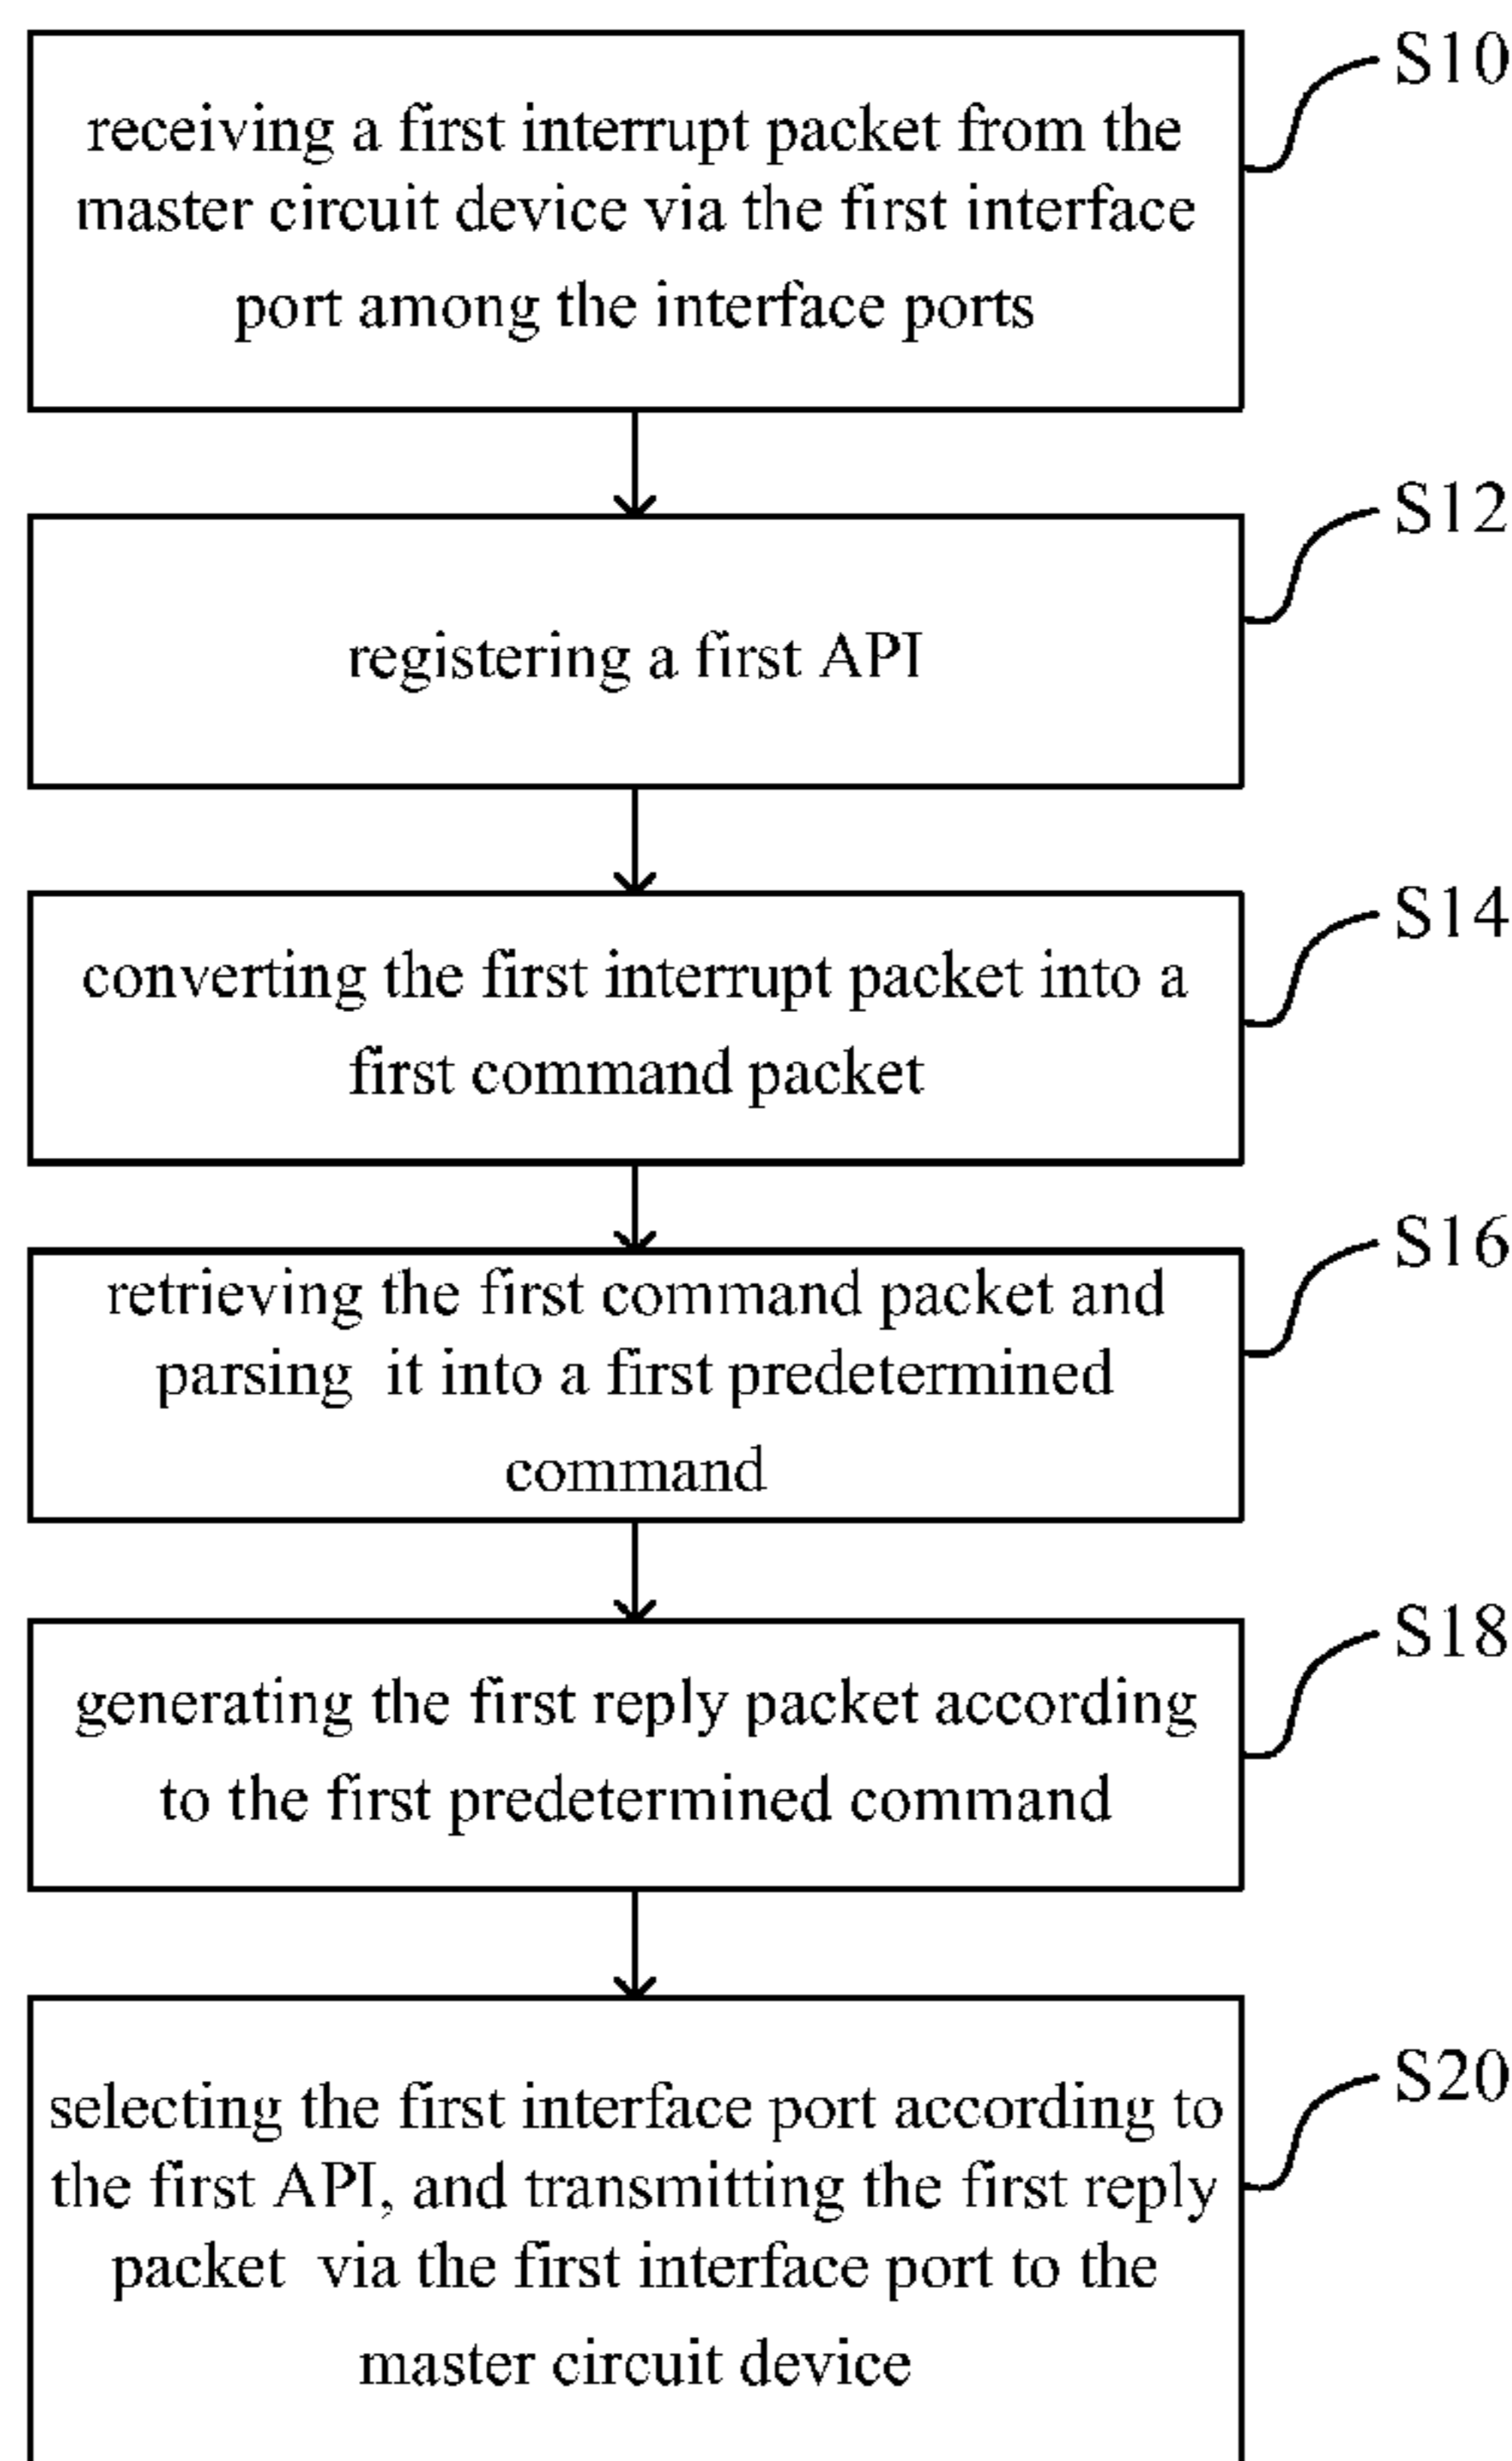 S10
receiving a first interrupt packet from the
master circuit device via the first interface
port among the interface ports
S12
registering a first API
S14
converting the first interrupt packet into a
first command packet
S16
retrieving the first command packet and
parsing it into a first predetermined
command
S18
generating the first reply packet according
to the first predetermined command
S20
selecting the first interface port according to
the first API, and transmitting the first reply
packet via the first interface port to the
master circuit device